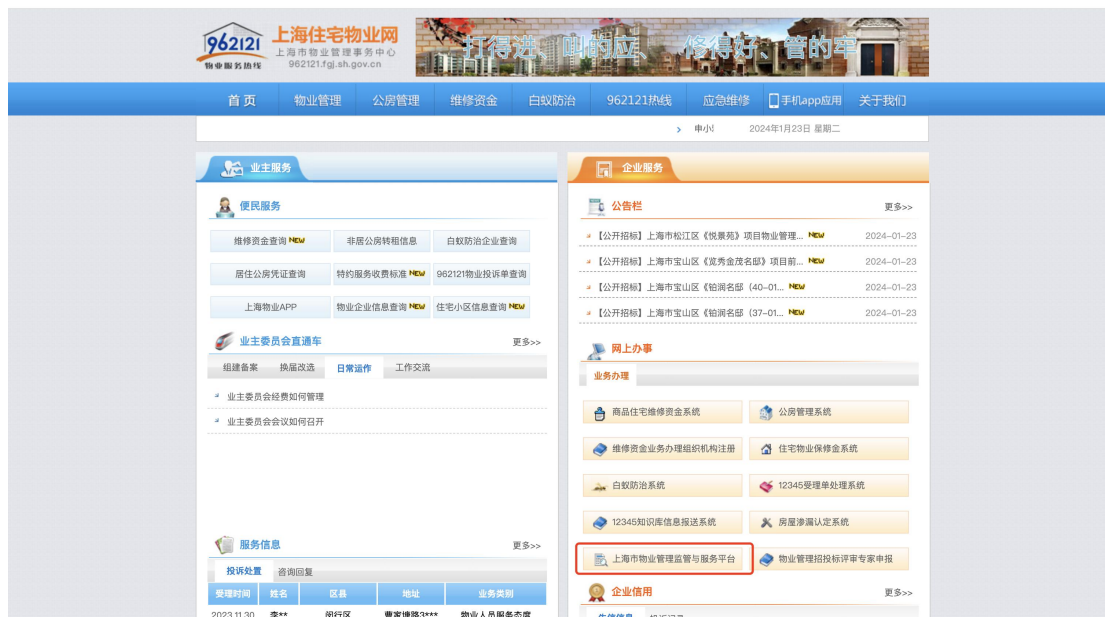 962121
物业服务热线
上海住宅物业网
上海市物业管理事务中心
962121.fgj.sh.gov.cn
打得进、叫的应、修得好、管的牢
首页 物业管理 公房管理 维修资金 白蚁防治 962121热线 应急维修 手机app应用 关于我们
申小! 2024年1月23日 星期二
业主服务
便民服务
维修资金查询 NEW 非居公房转租信息 白蚁防治企业查询
居住公房凭证查询 特约服务收费标准 NEW 962121物业投诉单查询
上海物业APP 物业企业信息查询 NEW 住宅小区信息查询 NEW
业主委员会直通车 更多>>
组建备案 换届改选 日常运作 工作交流
业主委员会经费如何管理
业主委员会会议如何召开
服务信息 更多>>
投诉处置 咨询回复
受理时间 姓名 区县 地址 业务类别
2023.11.30 李** 闵行区 曹家塘路3*** 物业人员服务态度
企业服务
公告栏 更多>>
【公开招标】上海市松江区《悦景苑》项目物业管理... NEW 2024-01-23
【公开招标】上海市宝山区《览秀金茂名邸》项目前... NEW 2024-01-23
【公开招标】上海市宝山区《铂润名邸（40-01... NEW 2024-01-23
【公开招标】上海市宝山区《铂润名邸（37-01... NEW 2024-01-23
网上办事
业务办理
商品住宅维修资金系统 公房管理系统
维修资金业务办理组织机构注册 住宅物业保修金系统
白蚁防治系统 12345受理单处理系统
12345知识库信息报送系统 房屋渗漏认定系统
上海市物业管理监管与服务平台 物业管理招投标评审专家申报
企业信用 更多>>